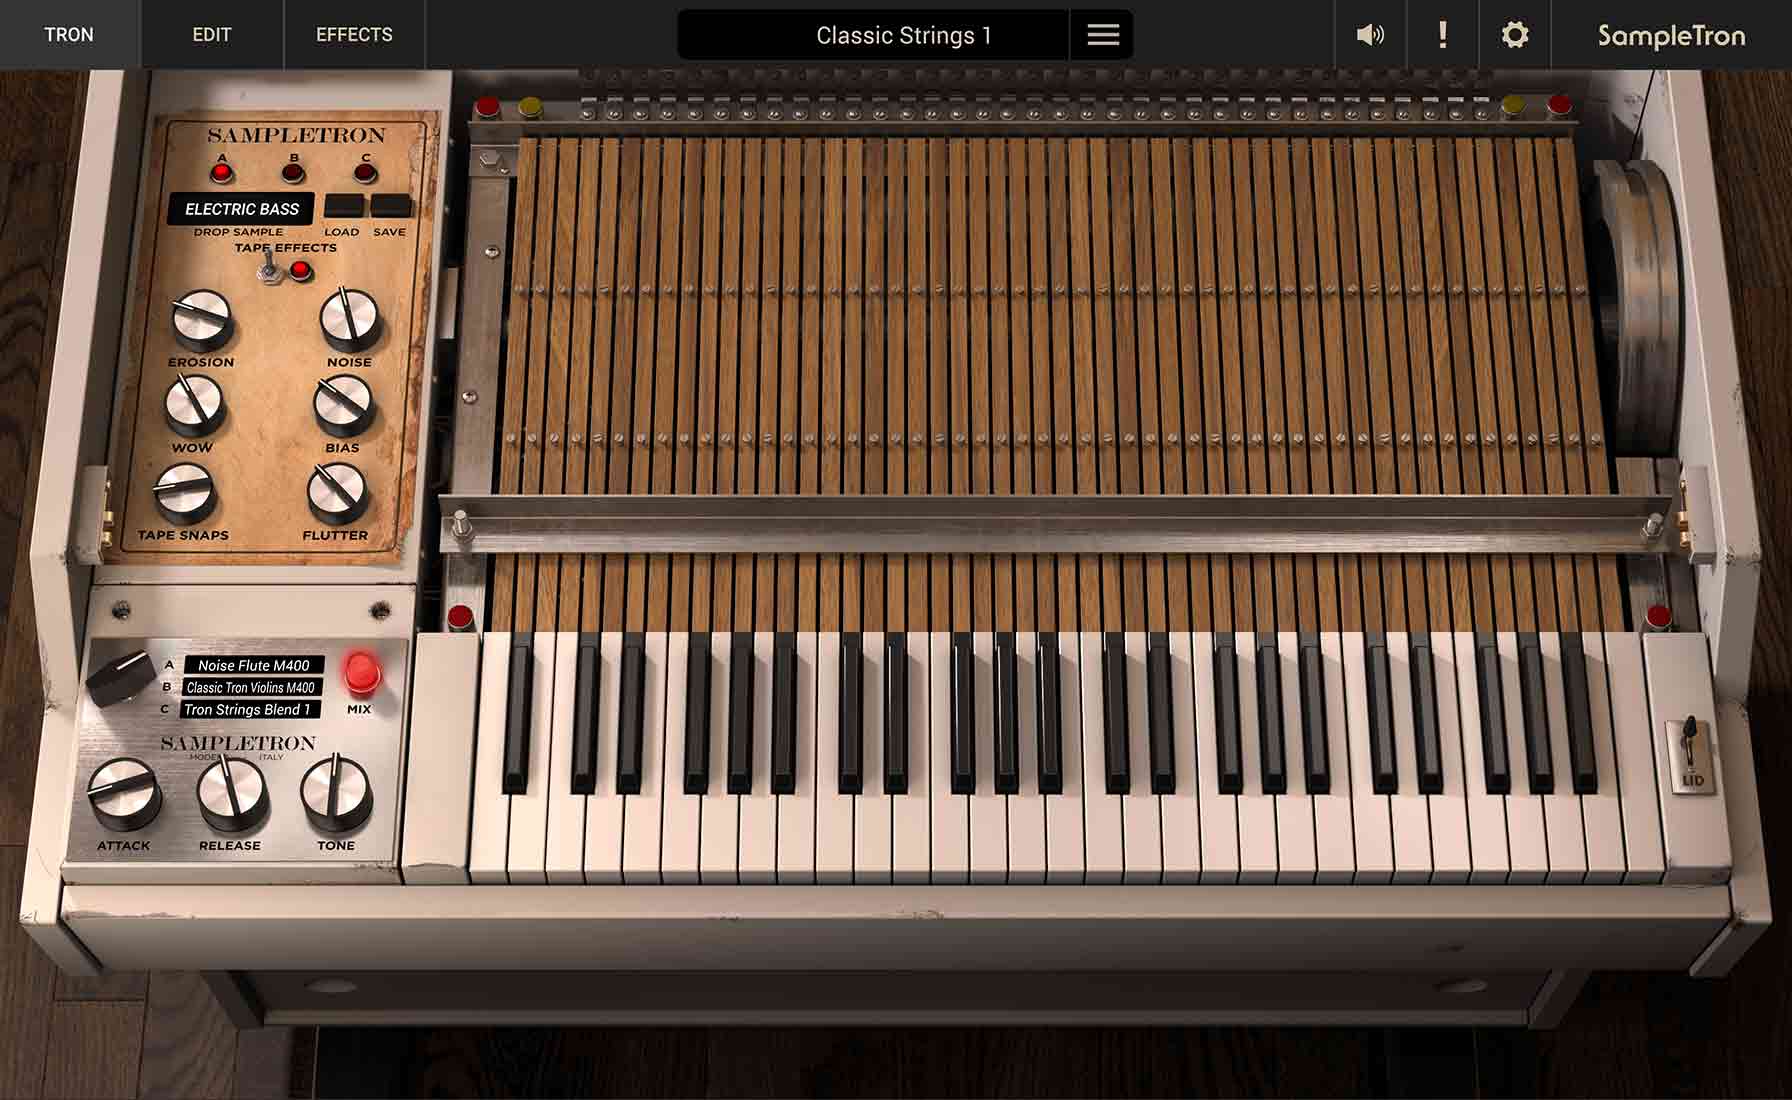 TRON
EDIT
EFFECTS
Classic Strings 1
!
SampleTron
SAMPLETRON
A B C
ELECTRIC BASS
DROP SAMPLE LOAD SAVE
TAPE EFFECTS
EROSION NOISE
WOW BIAS
TAPE SNAPS FLUTTER
A Noise Flute M400
B Classic Tron Violins M400
C Tron Strings Blend 1
MIX
SAMPLETRON
ITALY
ATTACK RELEASE TONE
LID